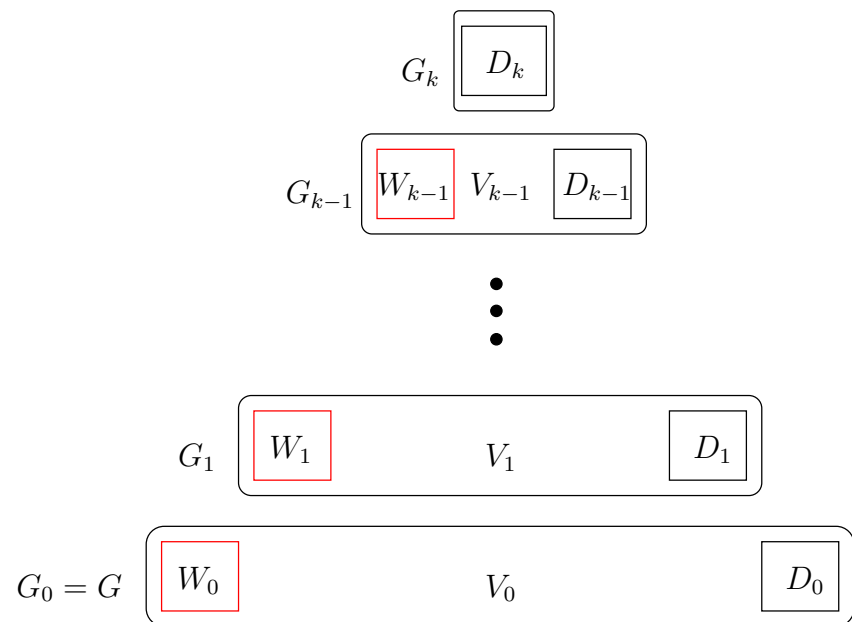 G_k D_k
G_{k−1} W_{k−1} V_{k−1} D_{k−1}
G_1 W_1 V_1 D_1
G_0 = G W_0 V_0 D_0